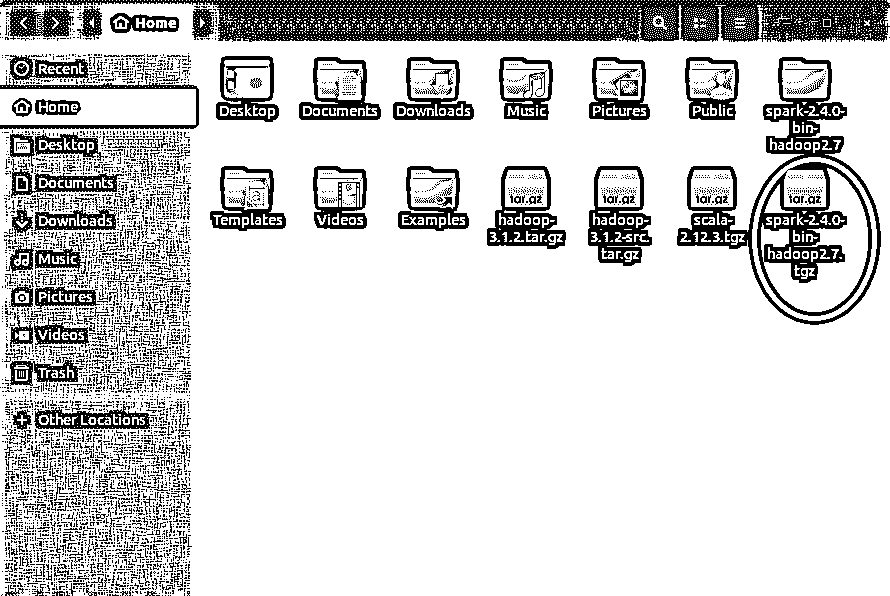 Home
Recent
Home
Desktop
Documents
Downloads
Music
Pictures
Videos
Trash
Other Locations
Desktop
Documents
Downloads
Music
Pictures
Public
spark-2.4.0-
bin-
hadoop2.7
Templates
Videos
Examples
tar.gz
hadoop-
3.1.2.tar.gz
tar.gz
hadoop-
3.1.2-src.
tar.gz
tar.gz
scala-
2.12.3.tgz
tar.gz
spark-2.4.0-
bin-
hadoop2.7.
tgz